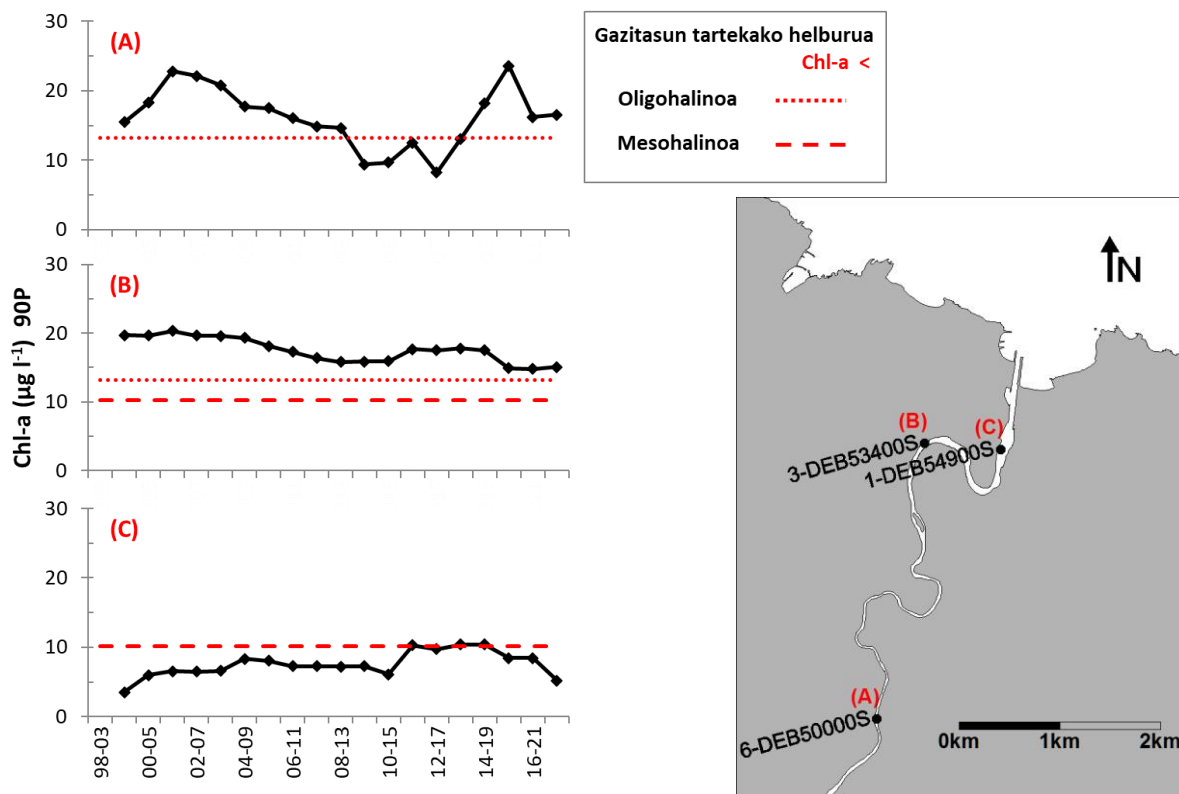 30
(A)
20
10
0
30
(B)
20
10
0
30
(C)
20
10
0
Chl-a (µg l⁻¹) 90P
98-03
00-05
02-07
04-09
06-11
08-13
10-15
12-17
14-19
16-21
Gazitasun tartekako helburua
Chl-a <
Oligohalinoa
Mesohalinoa
N
(B)
(C)
3-DEB53400S
1-DEB54900S
(A)
6-DEB50000S
0km 1km 2km